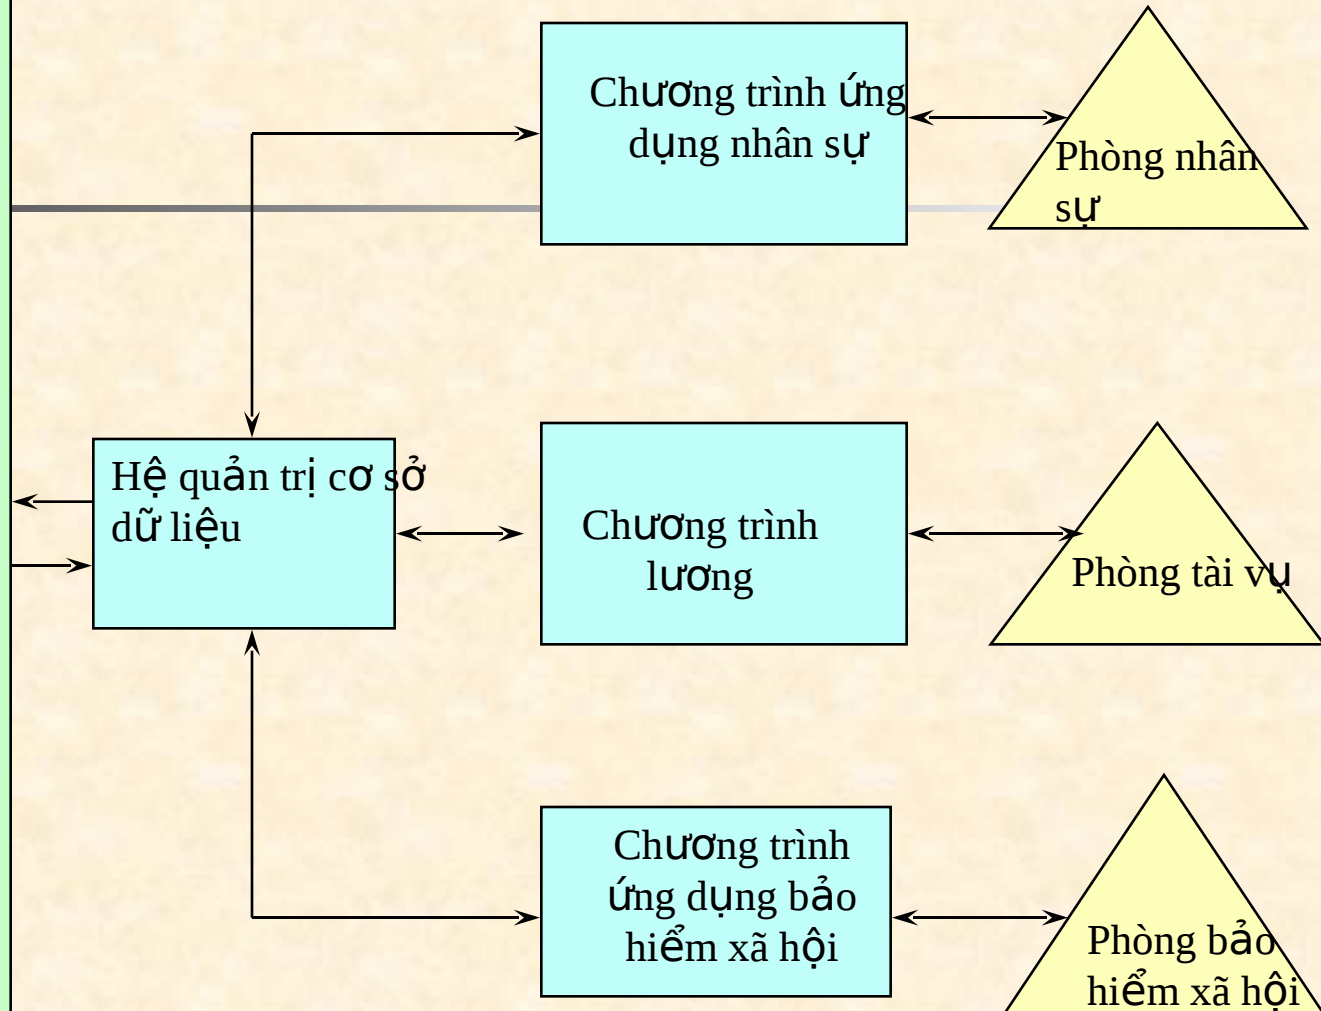 Chương trình ứng
dụng nhân sự
Phòng nhân
sự
Hệ quản trị cơ sở
dữ liệu
Chương trình
lương
Phòng tài vụ
Chương trình
ứng dụng bảo
hiểm xã hội
Phòng bảo
hiểm xã hội